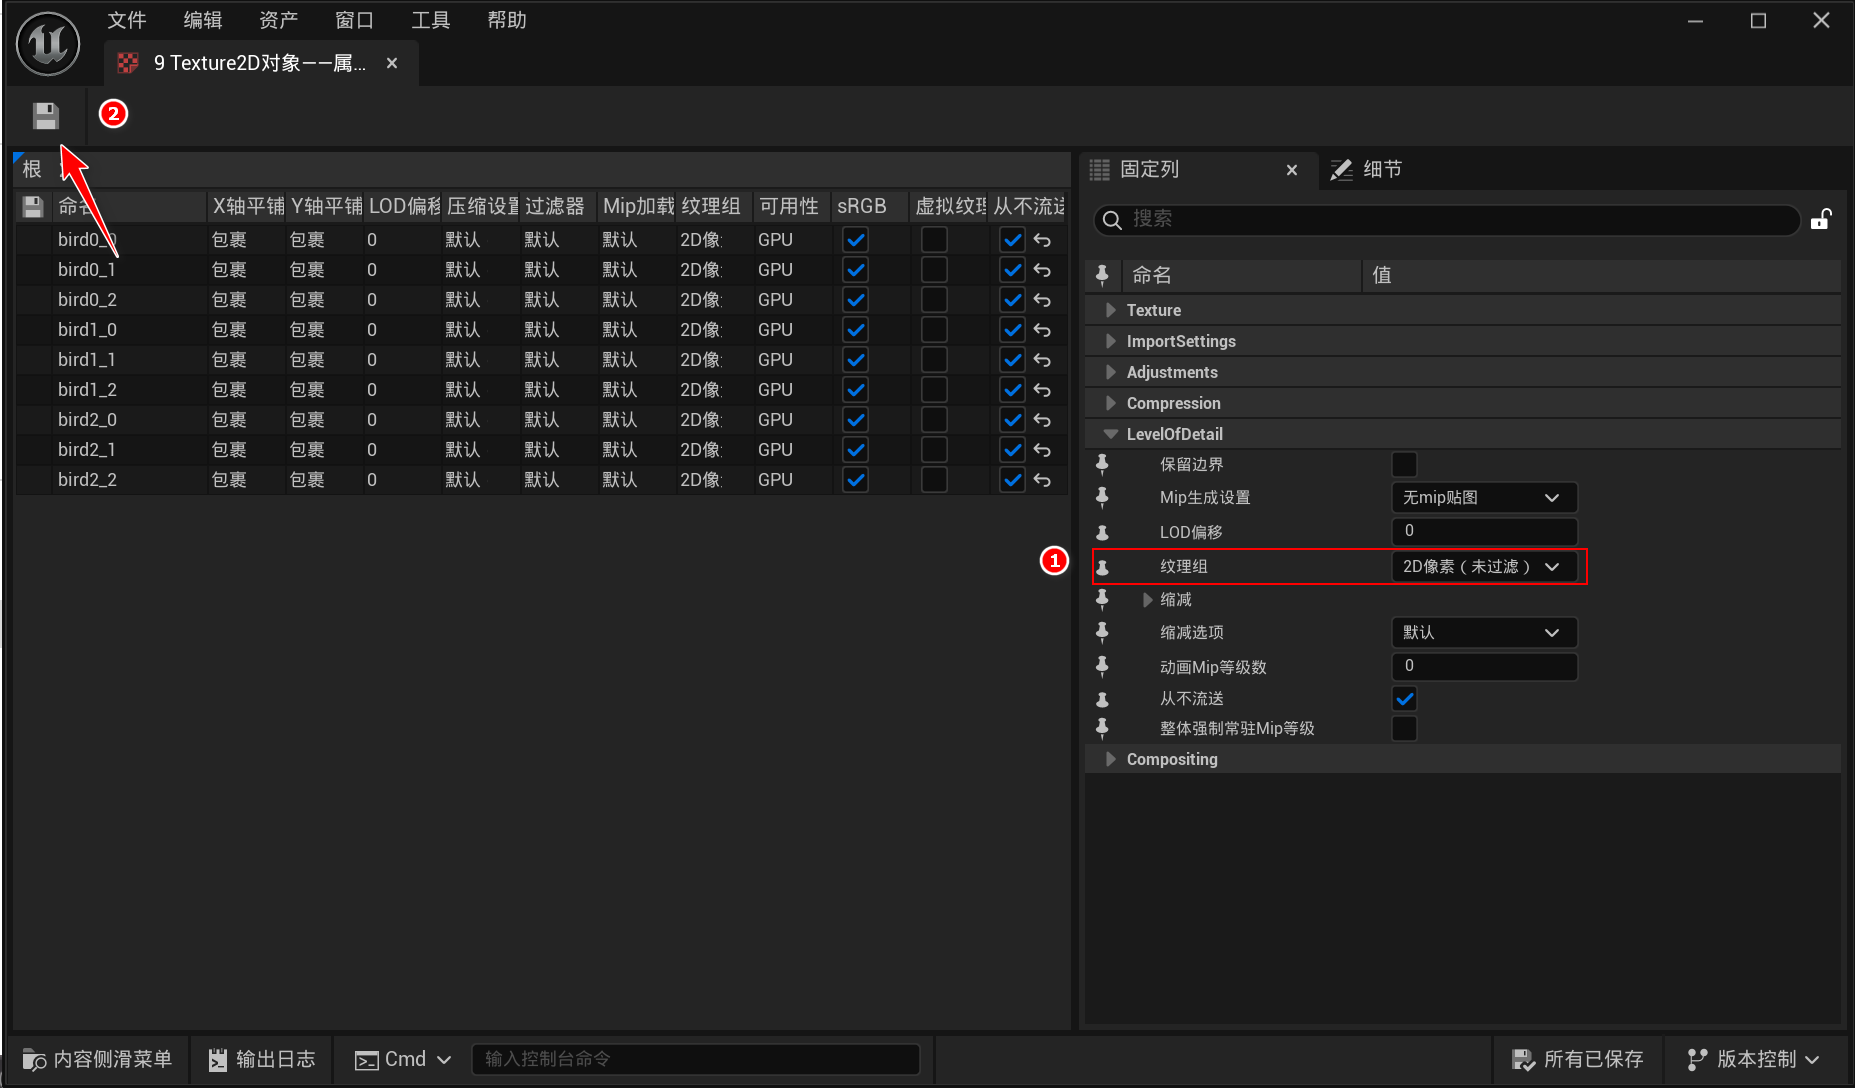 文件 编辑 资产 窗口 工具 帮助
9 Texture2D对象——属...
2
根
命名 X轴平铺 Y轴平铺 LOD偏移 压缩设置 过滤器 Mip加载 纹理组 可用性 sRGB 虚拟纹理 从不流送
bird0_0 包裹 包裹 0 默认 默认 默认 2D像 GPU
bird0_1 包裹 包裹 0 默认 默认 默认 2D像 GPU
bird0_2 包裹 包裹 0 默认 默认 默认 2D像 GPU
bird1_0 包裹 包裹 0 默认 默认 默认 2D像 GPU
bird1_1 包裹 包裹 0 默认 默认 默认 2D像 GPU
bird1_2 包裹 包裹 0 默认 默认 默认 2D像 GPU
bird2_0 包裹 包裹 0 默认 默认 默认 2D像 GPU
bird2_1 包裹 包裹 0 默认 默认 默认 2D像 GPU
bird2_2 包裹 包裹 0 默认 默认 默认 2D像 GPU
固定列 细节
搜索
命名 值
Texture
ImportSettings
Adjustments
Compression
LevelOfDetail
保留边界
Mip生成设置 无mip贴图
LOD偏移 0
1
纹理组 2D像素（未过滤）
缩减
缩减选项 默认
动画Mip等级数 0
从不流送
整体强制常驻Mip等级
Compositing
内容侧滑菜单 输出日志 Cmd 输入控制台命令 所有已保存 版本控制